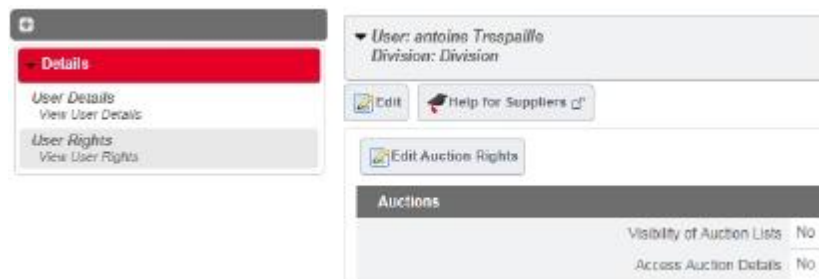 Details
User Details
View User Details
User Rights
View User Rights
User: antoine Trespaille
Division: Division
Edit
Help for Suppliers
Edit Auction Rights
Auctions
Visibility of Auction Lists No
Access Auction Details No